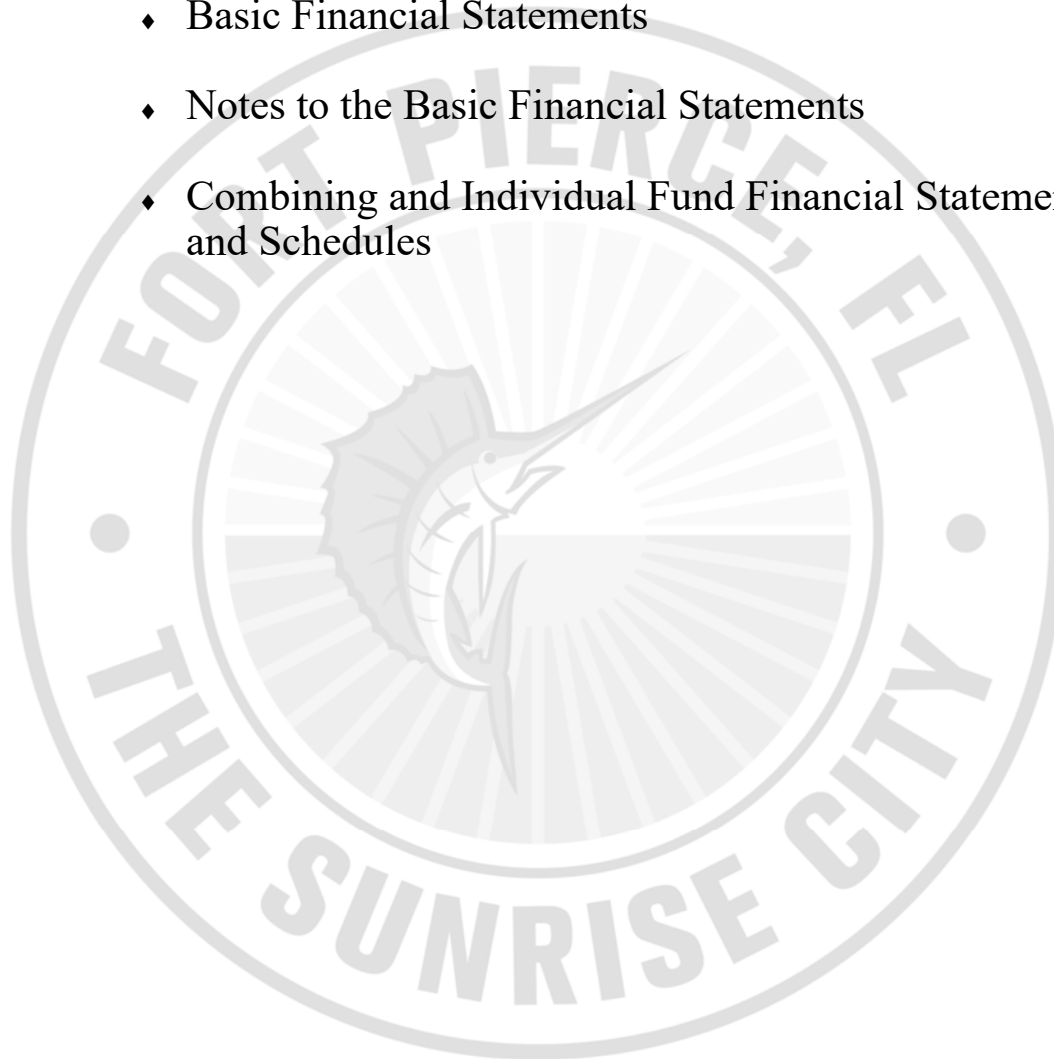 ♦ Basic Financial Statements
♦ Notes to the Basic Financial Statements
♦ Combining and Individual Fund Financial Stateme
and Schedules
FORT PIERCE, FL
THE SUNRISE CITY